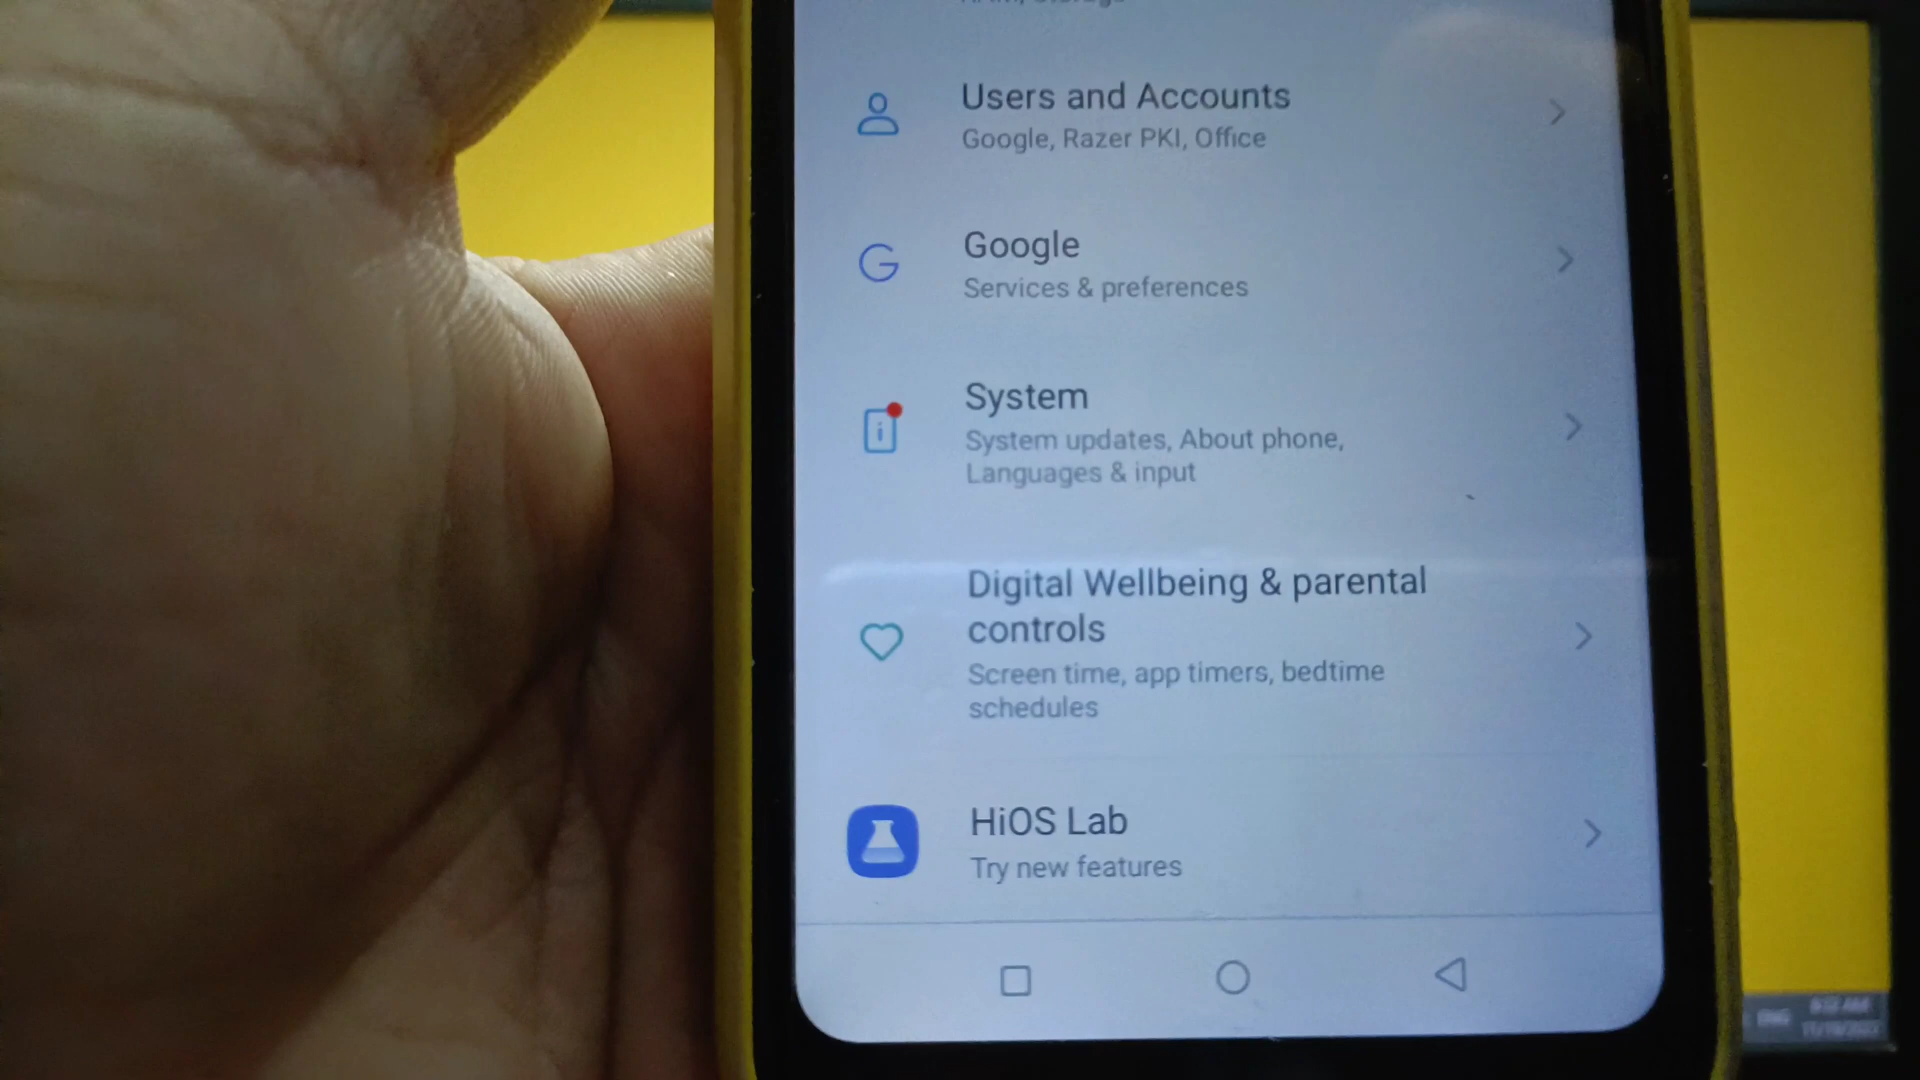 Users and Accounts
Google, Razer PKI, Office
Google
Services & preferences
System
System updates, About phone,
Languages & input
Digital Wellbeing & parental
controls
Screen time, app timers, bedtime
schedules
HiOS Lab
Try new features
ENG